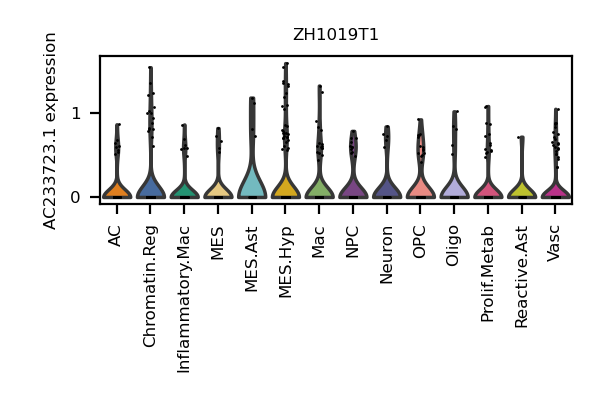 ZH1019T1
AC233723.1 expression
1
0
AC
Chromatin.Reg
Inflammatory.Mac
MES
MES.Ast
MES.Hyp
Mac
NPC
Neuron
OPC
Oligo
Prolif.Metab
Reactive.Ast
Vasc